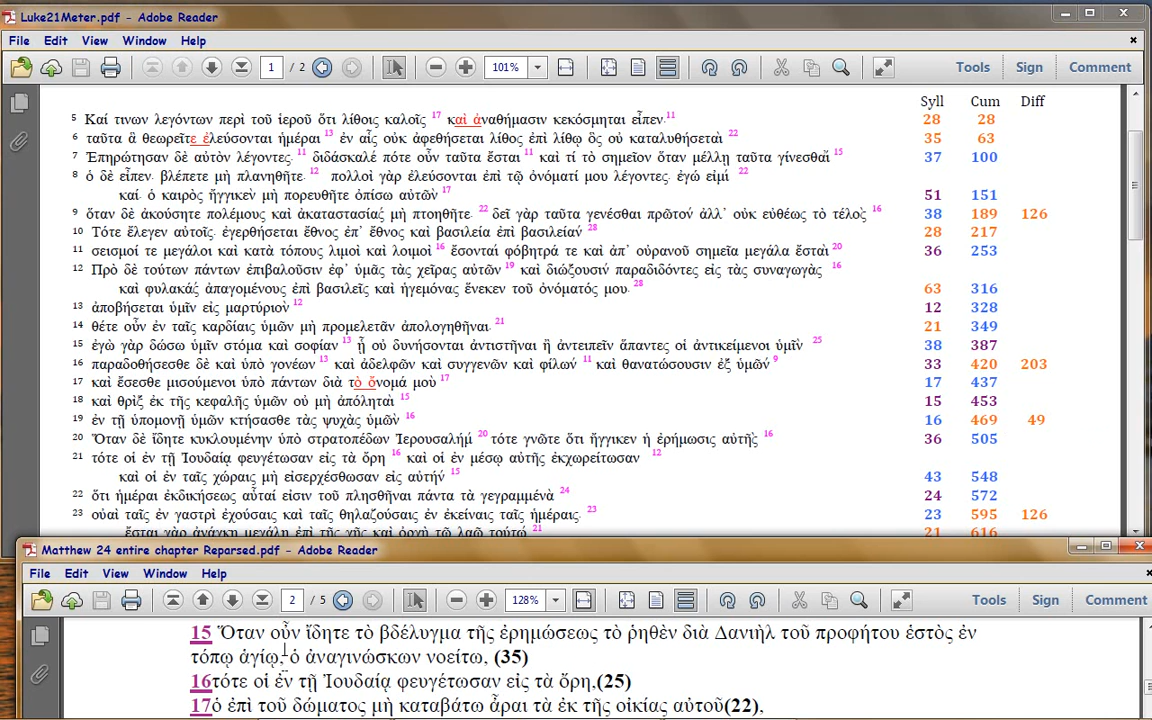 Luke21Meter.pdf - Adobe Reader
File Edit View Window Help
1 / 2 101% Tools Sign Comment
Syll Cum Diff
5 Καί τινων λεγόντων περὶ τοῦ ἱεροῦ ὅτι λίθοις καλοῖς 17 καὶ ἀναθήμασιν κεκόσμηται εἶπεν. 11 28 28
6 ταῦτα ἃ θεωρεῖτε ἐλεύσονται ἡμέραι 13 ἐν αἷς οὐκ ἀφεθήσεται λίθος ἐπὶ λίθῳ ὃς οὐ καταλυθήσεταὶ 22 35 63
7 Ἐπηρώτησαν δὲ αὐτὸν λέγοντες. 11 διδάσκαλέ πότε οὖν ταῦτα ἔσται 11 καὶ τί τὸ σημεῖον ὅταν μέλλῃ ταῦτα γίνεσθαἵ 15 37 100
8 ὁ δὲ εἶπεν. βλέπετε μὴ πλανηθῆτε. 12 πολλοὶ γὰρ ἐλεύσονται ἐπὶ τῷ ὀνόματί μου λέγοντες. ἐγώ εἰμί 22
καί. ὁ καιρὸς ἤγγικεν μὴ πορευθῆτε ὀπίσω αὐτῶν 17 51 151
9 ὅταν δὲ ἀκούσητε πολέμους καὶ ἀκαταστασίας μὴ πτοηθῆτε. 22 δεῖ γὰρ ταῦτα γενέσθαι πρῶτον ἀλλ᾽ οὐκ εὐθέως τὸ τέλος 16 38 189 126
10 Τότε ἔλεγεν αὐτοῖς. ἐγερθήσεται ἔθνος ἐπ᾽ ἔθνος καὶ βασιλεία ἐπὶ βασιλείαν 28 28 217
11 σεισμοί τε μεγάλοι καὶ κατὰ τόπους λιμοὶ καὶ λοιμοὶ 16 ἔσονταί φόβητρά τε καὶ ἀπ᾽ οὐρανοῦ σημεῖα μεγάλα ἔσταὶ 20 36 253
12 Πρὸ δὲ τούτων πάντων ἐπιβαλοῦσιν ἐφ᾽ ὑμᾶς τὰς χεῖρας αὐτῶν 19 καὶ διώξουσιν παραδιδόντες εἰς τὰς συναγωγὰς 16
καὶ φυλακάς ἀπαγομένους ἐπὶ βασιλεῖς καὶ ἡγεμόνας ἕνεκεν τοῦ ὀνόματός μου. 28 63 316
13 ἀποβήσεται ὑμῖν εἰς μαρτύριον 12 12 328
14 θέτε οὖν ἐν ταῖς καρδίαις ὑμῶν μὴ προμελετᾶν ἀπολογηθῆναι. 21 21 349
15 ἐγὼ γὰρ δώσω ὑμῖν στόμα καὶ σοφίαν 13 ᾗ οὐ δυνήσονται ἀντιστῆναι ἢ ἀντειπεῖν ἅπαντες οἱ ἀντικείμενοι ὑμῖν 25 38 387
16 παραδοθήσεσθε δὲ καὶ ὑπὸ γονέων 13 καὶ ἀδελφῶν καὶ συγγενῶν καὶ φίλων 11 καὶ θανατώσουσιν ἐξ ὑμῶν 9 33 420 203
17 καὶ ἔσεσθε μισούμενοι ὑπὸ πάντων διὰ τὸ ὄνομά μοὺ 17 17 437
18 καὶ θρὶξ ἐκ τῆς κεφαλῆς ὑμῶν οὐ μὴ ἀπόληταὶ 15 15 453
19 ἐν τῇ ὑπομονῇ ὑμῶν κτήσασθε τὰς ψυχὰς ὑμῶν 16 16 469 49
20 Ὅταν δὲ ἴδητε κυκλουμένην ὑπὸ στρατοπέδων Ἰερουσαλήμ 20 τότε γνῶτε ὅτι ἤγγικεν ἡ ἐρήμωσις αὐτῆς 16 36 505
21 τότε οἱ ἐν τῇ Ἰουδαίᾳ φευγέτωσαν εἰς τὰ ὄρη 16 καὶ οἱ ἐν μέσῳ αὐτῆς ἐκχωρείτωσαν 12
καὶ οἱ ἐν ταῖς χώραις μὴ εἰσερχέσθωσαν εἰς αὐτήν 15 43 548
22 ὅτι ἡμέραι ἐκδικήσεως αὗταί εἰσιν τοῦ πλησθῆναι πάντα τὰ γεγραμμένὰ 24 24 572
23 οὐαὶ ταῖς ἐν γαστρὶ ἐχούσαις καὶ ταῖς θηλαζούσαις ἐν ἐκείναις ταῖς ἡμέραις. 23 23 595 126
ἔσται γὰρ ἀνάγκη μεγάλη ἐπὶ τῆς γῆς καὶ ὀργὴ τῷ λαῷ τούτῳ 21 21 616
Matthew 24 entire chapter Reparsed.pdf - Adobe Reader
File Edit View Window Help
2 / 5 128% Tools Sign Comment
15 Ὅταν οὖν ἴδητε τὸ βδέλυγμα τῆς ἐρημώσεως τὸ ῥηθὲν διὰ Δανιὴλ τοῦ προφήτου ἑστὸς ἐν
τόπῳ ἁγίῳ, ὁ ἀναγινώσκων νοείτω, (35)
16τότε οἱ ἐν τῇ Ἰουδαίᾳ φευγέτωσαν εἰς τὰ ὄρη,(25)
17ὁ ἐπὶ τοῦ δώματος μὴ καταβάτω ἆραι τὰ ἐκ τῆς οἰκίας αὐτοῦ(22),